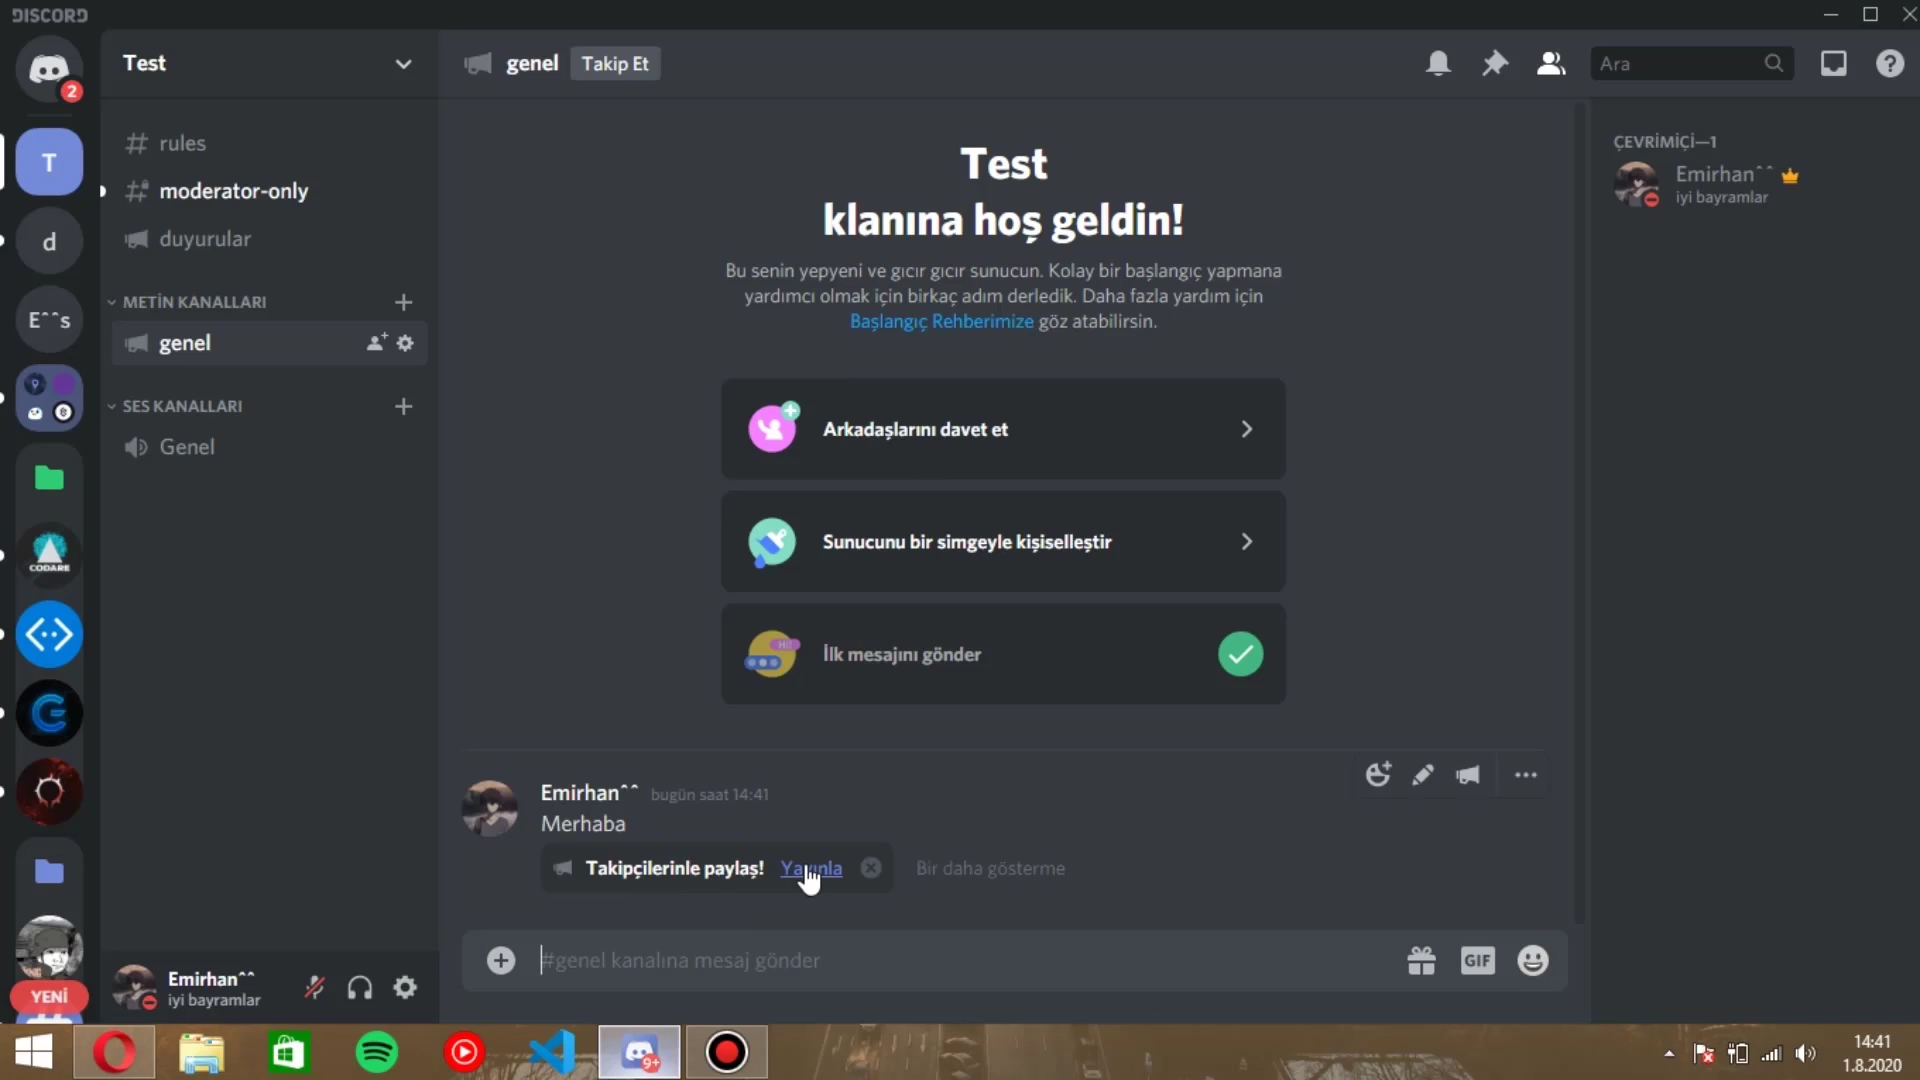 DISCORD
2
T
d
E^^s
CODARE
YENİ
Test
rules
moderator-only
duyurular
METİN KANALLARI
genel
SES KANALLARI
Genel
Emirhan^^
iyi bayramlar
genel
Takip Et
Ara
Test
klanına hoş geldin!
Bu senin yepyeni ve gıcır gıcır sunucun. Kolay bir başlangıç yapmana
yardımcı olmak için birkaç adım derledik. Daha fazla yardım için
Başlangıç Rehberimize göz atabilirsin.
Arkadaşlarını davet et
Sunucunu bir simgeyle kişiselleştir
İlk mesajını gönder
Emirhan^^ bugün saat 14:41
Merhaba
Takipçilerinle paylaş! Yayınla Bir daha gösterme
#genel kanalına mesaj gönder
GIF
ÇEVRİMİÇİ—1
Emirhan^^
iyi bayramlar
9+
14:41
1.8.2020